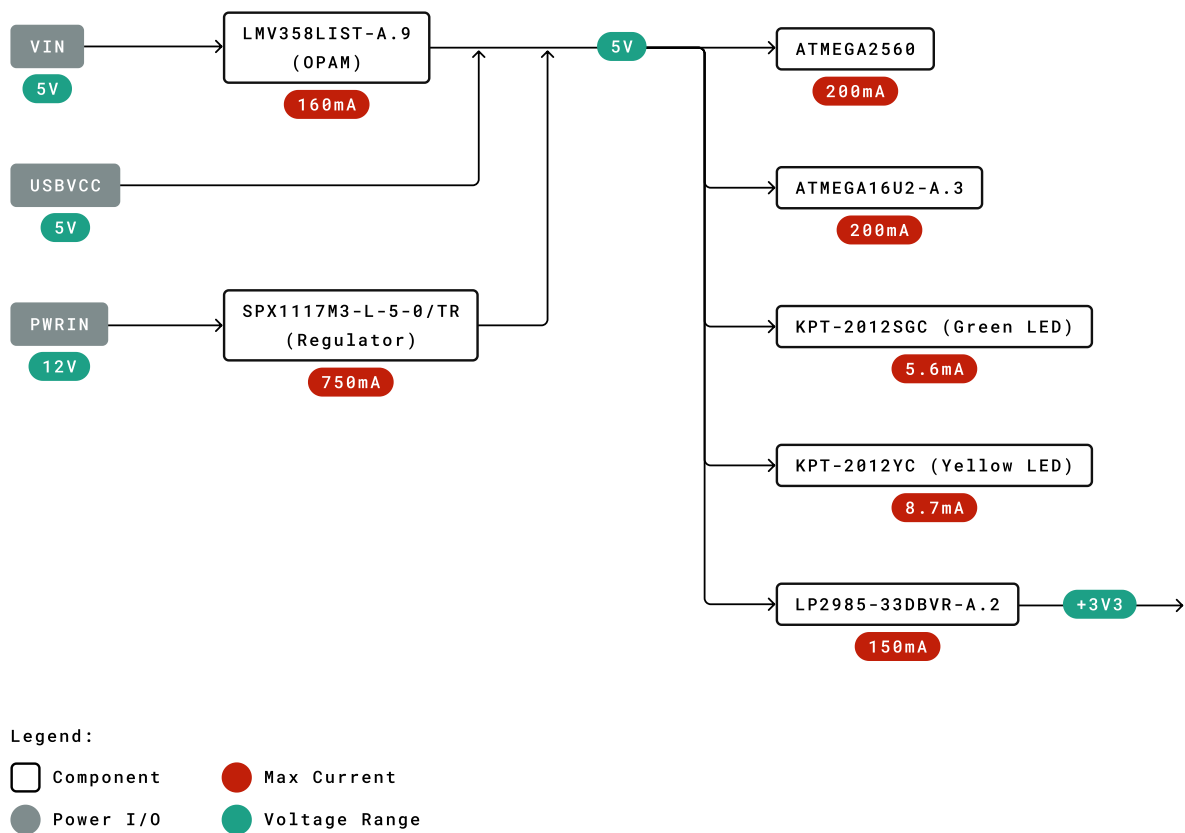 VIN
5V
LMV358LIST-A.9
(OPAM)
160mA
5V
ATMEGA2560
200mA
USBVCC
5V
ATMEGA16U2-A.3
200mA
PWRIN
12V
SPX1117M3-L-5-0/TR
(Regulator)
750mA
KPT-2012SGC (Green LED)
5.6mA
KPT-2012YC (Yellow LED)
8.7mA
LP2985-33DBVR-A.2
150mA
+3V3
Legend:
Component
Max Current
Power I/O
Voltage Range